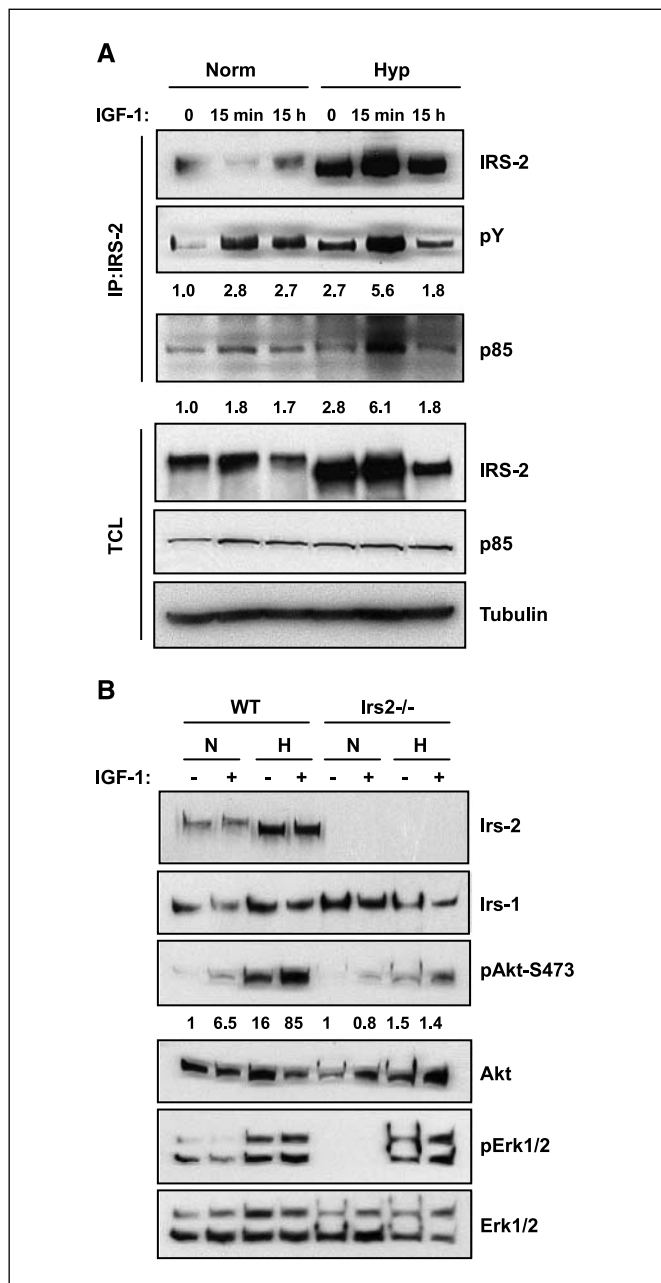 A
Norm Hyp
IGF-1: 0 15 min 15 h 0 15 min 15 h
IP:IRS-2
IRS-2
pY
1.0 2.8 2.7 2.7 5.6 1.8
p85
1.0 1.8 1.7 2.8 6.1 1.8
TCL
IRS-2
p85
Tubulin
B
WT Irs2-/-
N H N H
IGF-1: - + - + - + - +
Irs-2
Irs-1
pAkt-S473
1 6.5 16 85 1 0.8 1.5 1.4
Akt
pErk1/2
Erk1/2